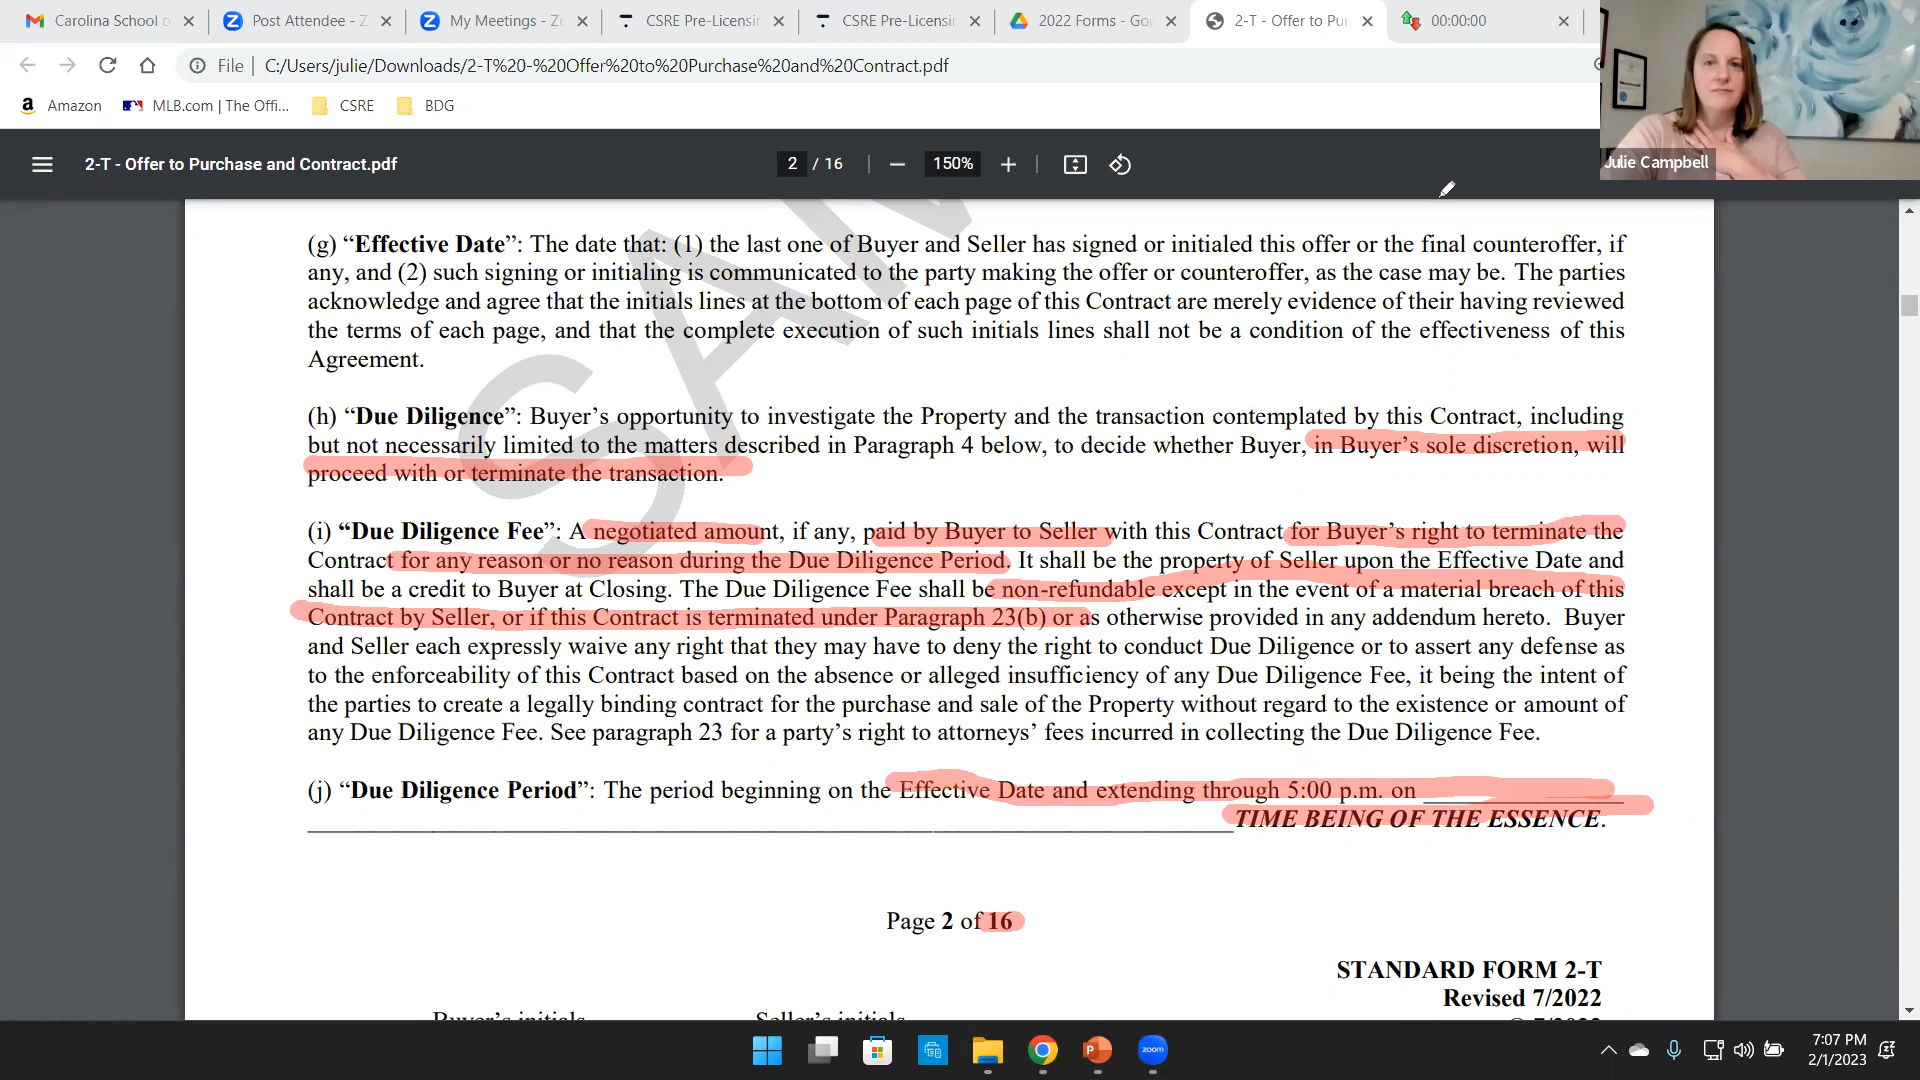 Carolina School o
Post Attendee - Z
My Meetings - Zo
CSRE Pre-Licensin
CSRE Pre-Licensin
2022 Forms - Goo
2-T - Offer to Pu
00:00:00
File | C:/Users/julie/Downloads/2-T%20-%20Offer%20to%20Purchase%20and%20Contract.pdf
Amazon MLB.com | The Offi... CSRE BDG
2-T - Offer to Purchase and Contract.pdf
2 / 16
150%
Julie Campbell
(g) “Effective Date”: The date that: (1) the last one of Buyer and Seller has signed or initialed this offer or the final counteroffer, if
any, and (2) such signing or initialing is communicated to the party making the offer or counteroffer, as the case may be. The parties
acknowledge and agree that the initials lines at the bottom of each page of this Contract are merely evidence of their having reviewed
the terms of each page, and that the complete execution of such initials lines shall not be a condition of the effectiveness of this
Agreement.
(h) “Due Diligence”: Buyer’s opportunity to investigate the Property and the transaction contemplated by this Contract, including
but not necessarily limited to the matters described in Paragraph 4 below, to decide whether Buyer, in Buyer’s sole discretion, will
proceed with or terminate the transaction.
(i) “Due Diligence Fee”: A negotiated amount, if any, paid by Buyer to Seller with this Contract for Buyer’s right to terminate the
Contract for any reason or no reason during the Due Diligence Period. It shall be the property of Seller upon the Effective Date and
shall be a credit to Buyer at Closing. The Due Diligence Fee shall be non-refundable except in the event of a material breach of this
Contract by Seller, or if this Contract is terminated under Paragraph 23(b) or as otherwise provided in any addendum hereto. Buyer
and Seller each expressly waive any right that they may have to deny the right to conduct Due Diligence or to assert any defense as
to the enforceability of this Contract based on the absence or alleged insufficiency of any Due Diligence Fee, it being the intent of
the parties to create a legally binding contract for the purchase and sale of the Property without regard to the existence or amount of
any Due Diligence Fee. See paragraph 23 for a party’s right to attorneys’ fees incurred in collecting the Due Diligence Fee.
(j) “Due Diligence Period”: The period beginning on the Effective Date and extending through 5:00 p.m. on
TIME BEING OF THE ESSENCE.
Page 2 of 16
STANDARD FORM 2-T
Revised 7/2022
© 7/2022
Buyer’s initials
Seller’s initials
zoom
7:07 PM
2/1/2023